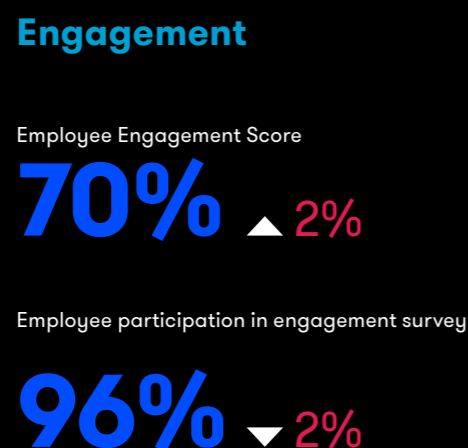 Engagement
Employee Engagement Score
70% ▲ 2%
Employee participation in engagement survey
96% ▼ 2%